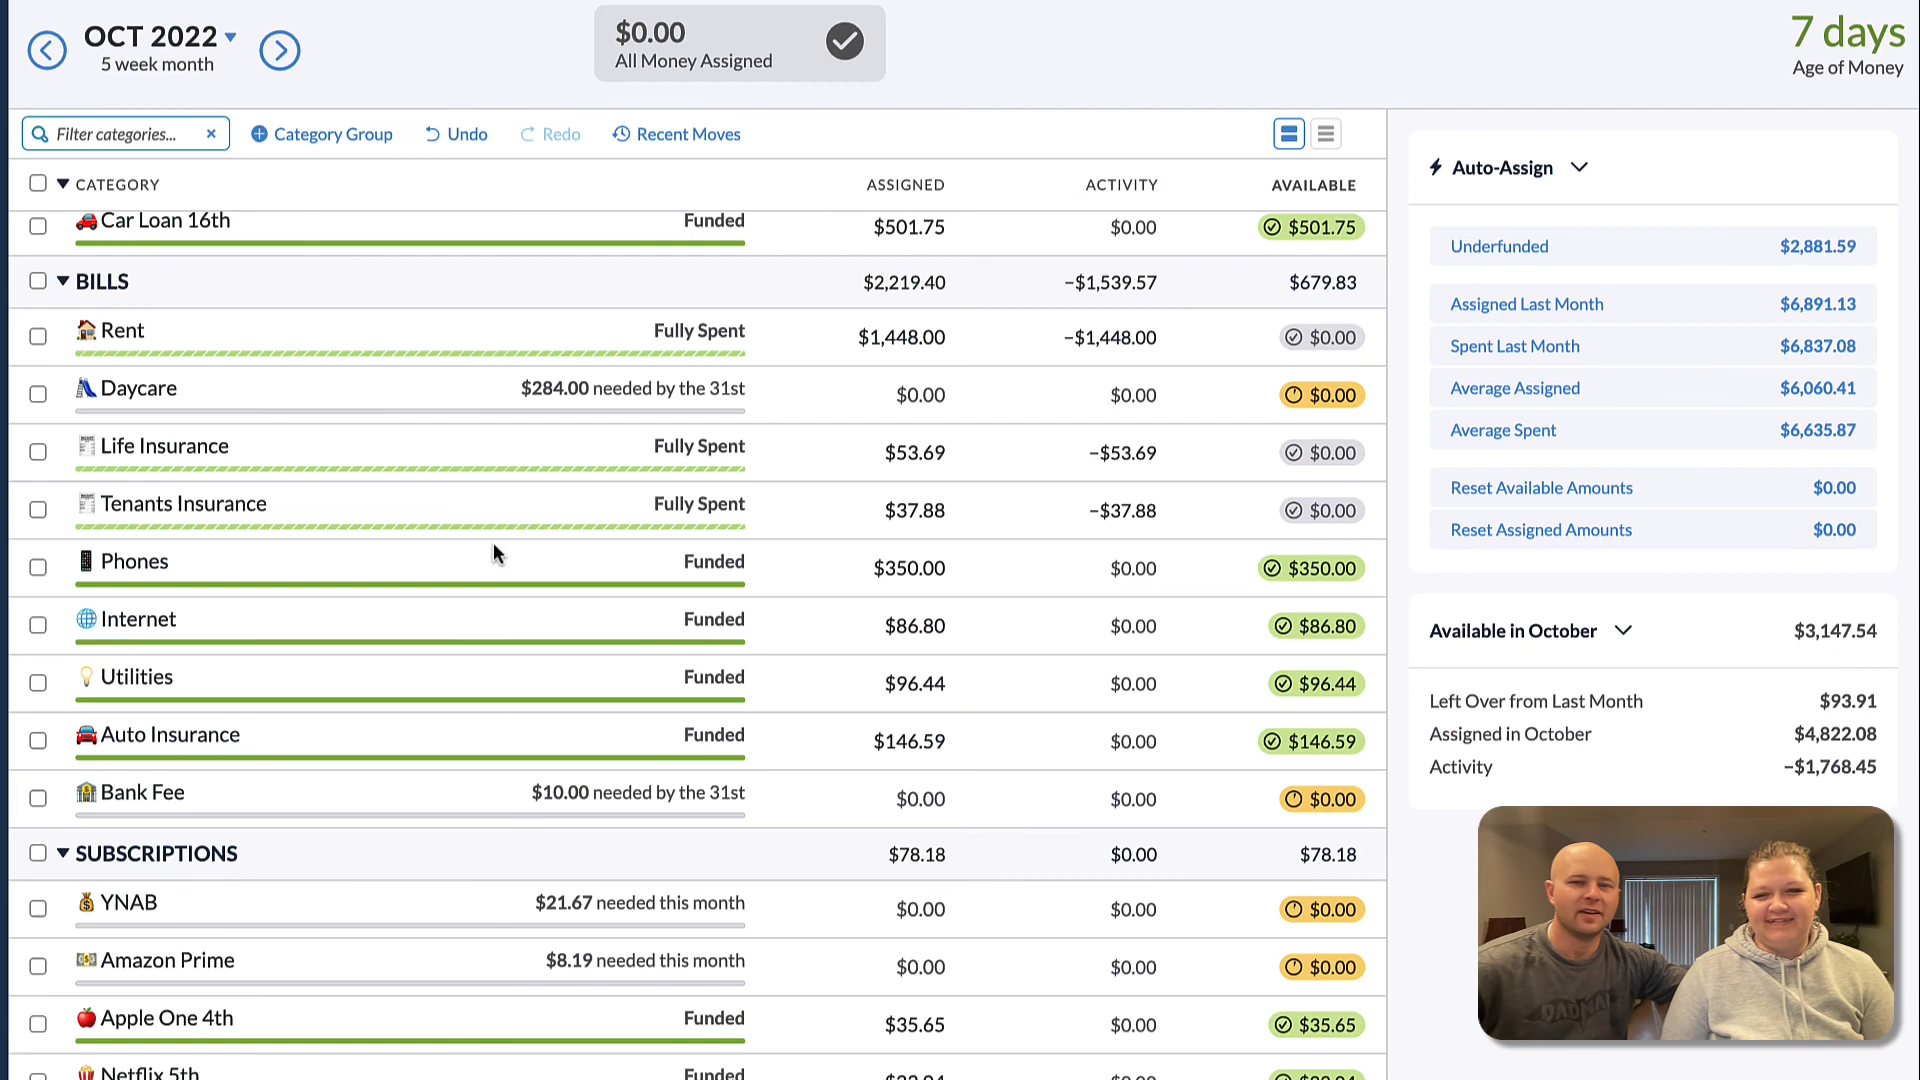 OCT 2022
5 week month
$0.00
All Money Assigned
7 days
Age of Money
Filter categories...
Category Group
Undo
Redo
Recent Moves
CATEGORY ASSIGNED ACTIVITY AVAILABLE
Car Loan 16th Funded $501.75 $0.00 $501.75
BILLS $2,219.40 −$1,539.57 $679.83
Rent Fully Spent $1,448.00 −$1,448.00 $0.00
Daycare $284.00 needed by the 31st $0.00 $0.00 $0.00
Life Insurance Fully Spent $53.69 −$53.69 $0.00
Tenants Insurance Fully Spent $37.88 −$37.88 $0.00
Phones Funded $350.00 $0.00 $350.00
Internet Funded $86.80 $0.00 $86.80
Utilities Funded $96.44 $0.00 $96.44
Auto Insurance Funded $146.59 $0.00 $146.59
Bank Fee $10.00 needed by the 31st $0.00 $0.00 $0.00
SUBSCRIPTIONS $78.18 $0.00 $78.18
YNAB $21.67 needed this month $0.00 $0.00 $0.00
Amazon Prime $8.19 needed this month $0.00 $0.00 $0.00
Apple One 4th Funded $35.65 $0.00 $35.65
Netflix 5th Funded
Auto-Assign
Underfunded $2,881.59
Assigned Last Month $6,891.13
Spent Last Month $6,837.08
Average Assigned $6,060.41
Average Spent $6,635.87
Reset Available Amounts $0.00
Reset Assigned Amounts $0.00
Available in October $3,147.54
Left Over from Last Month $93.91
Assigned in October $4,822.08
Activity −$1,768.45